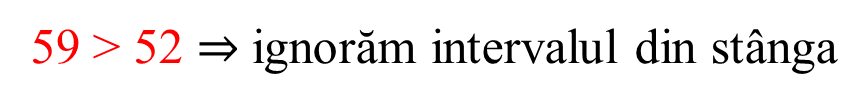 59 > 52 ⇒ ignorăm intervalul din stânga